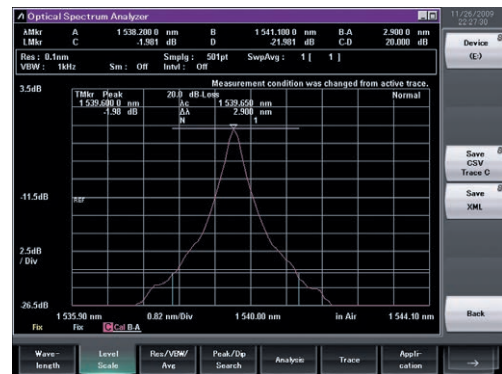 Optical Spectrum Analyzer
11/26/2009
22:27:30
λMkr A 1 538.200 0 nm B 1 541.100 0 nm B-A 2.900 0 nm
LMkr C -1.981 dB D -21.981 dB C-D 20.000 dB
Res : 0.1nm Smplg : 501pt SwpAvg : 1 [ 1 ]
VBW : 1kHz Sm : Off Intvl : Off
Measurement condition was changed from active trace.
3.5dB
TMkr Peak 20.0 dB-Loss Normal
1 539.600 0 nm λc 1 539.650 nm
-1.98 dB Δλ 2.900 nm
N 1
-11.5dB
REF
2.5dB
/ Div
-26.5dB
1 535.90 nm 0.82 nm/Div 1 540.00 nm in Air 1 544.10 nm
Fix Fix C Cal B-A
Device
(E:)
Save
CSV
Trace C
Save
XML
Back
Wave-
length
Level
Scale
Res/VBW/
Avg
Peak/Dip
Search
Analysis
Trace
Appli-
cation
→